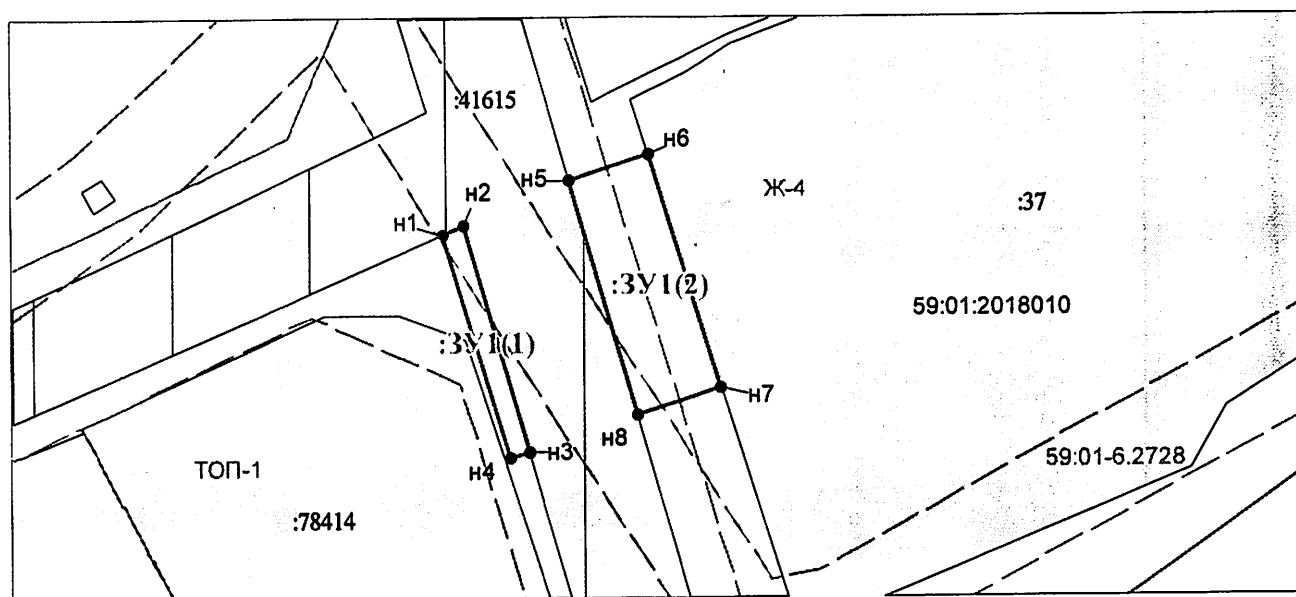 :41615
н6
н5
Ж-4
:37
н2
н1
:ЗУ1(2)
59:01:2018010
:ЗУ1(1)
н7
н8
н3
59:01-6.2728
н4
ТОП-1
:78414